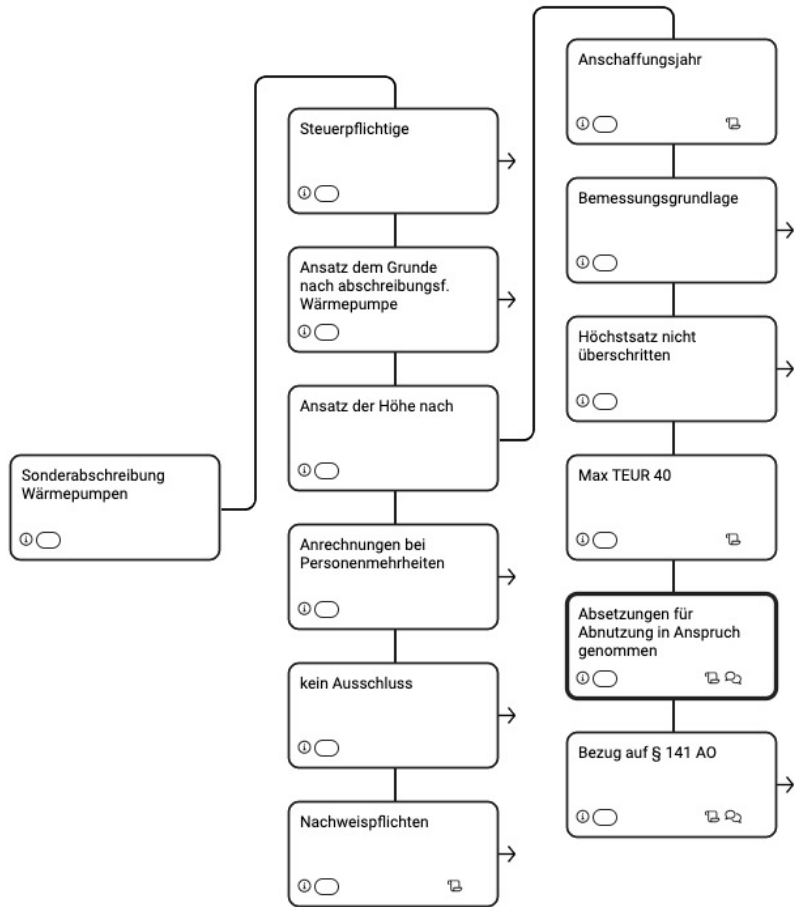 Sonderabschreibung
Wärmepumpen
Steuerpflichtige
Ansatz dem Grunde
nach abschreibungsf.
Wärmepumpe
Ansatz der Höhe nach
Anrechnungen bei
Personenmehrheiten
kein Ausschluss
Nachweispflichten
Anschaffungsjahr
Bemessungsgrundlage
Höchstsatz nicht
überschritten
Max TEUR 40
Absetzungen für
Abnutzung in Anspruch
genommen
Bezug auf § 141 AO